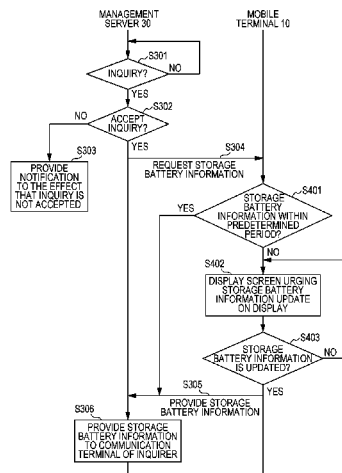 MANAGEMENT
SERVER 30
MOBILE
TERMINAL 10
S301
INQUIRY?
NO
YES
S302
ACCEPT
INQUIRY?
NO
YES
S303
PROVIDE
NOTIFICATION
TO THE EFFECT
THAT INQUIRY IS
NOT ACCEPTED
S304
REQUEST STORAGE
BATTERY INFORMATION
S401
STORAGE
BATTERY
INFORMATION WITHIN
PREDETERMINED
PERIOD?
YES
NO
S402
DISPLAY SCREEN URGING
STORAGE BATTERY
INFORMATION UPDATE
ON DISPLAY
S403
STORAGE
BATTERY INFORMATION
IS UPDATED?
NO
YES
S305
PROVIDE STORAGE
BATTERY INFORMATION
S306
PROVIDE STORAGE
BATTERY INFORMATION
TO COMMUNICATION
TERMINAL OF INQUIRER